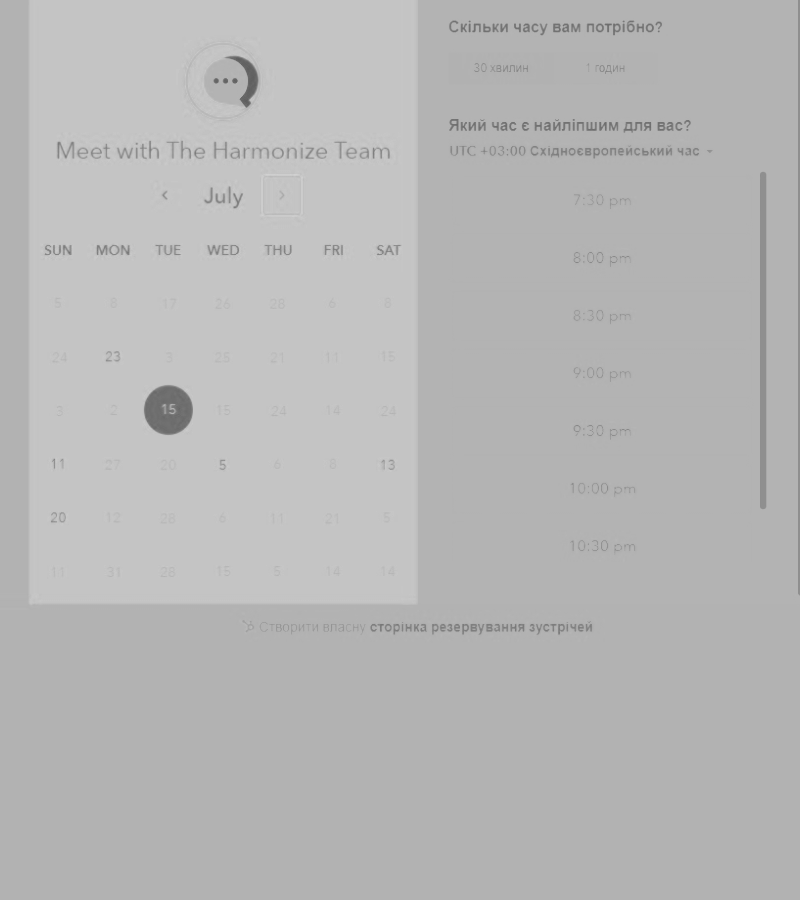 Meet with The Harmonize Team
July
SUN MON TUE WED THU FRI SAT
5 8 17 26 28 6 8
24 23 3 25 21 11 15
3 2 15 15 24 14 24
11 27 20 5 6 8 13
20 12 28 6 11 21 5
11 31 28 15 5 14 14
Скільки часу вам потрібно?
30 хвилин 1 годин
Який час є найліпшим для вас?
UTC +03:00 Східноєвропейський час
7:30 pm
8:00 pm
8:30 pm
9:00 pm
9:30 pm
10:00 pm
10:30 pm
Створити власну сторінка резервування зустрічей